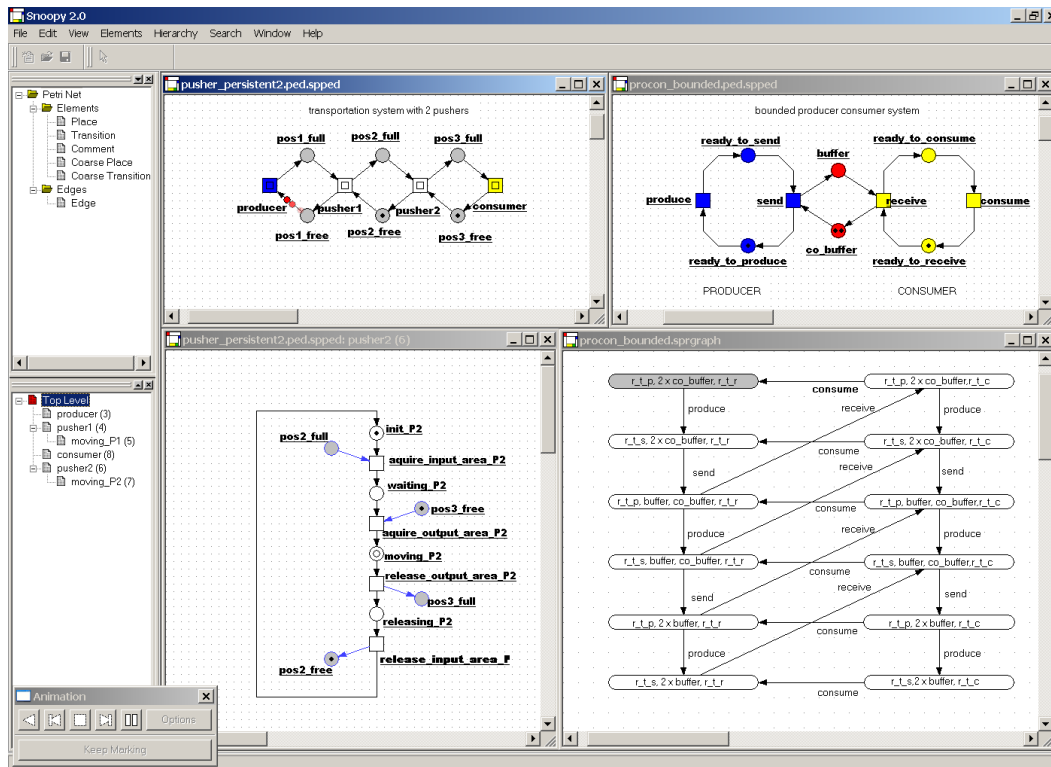 Snoopy 2.0
File Edit View Elements Hierarchy Search Window Help
Petri Net
Elements
Place
Transition
Comment
Coarse Place
Coarse Transition
Edges
Edge
Top Level
producer (3)
pusher1 (4)
moving_P1 (5)
consumer (8)
pusher2 (6)
moving_P2 (7)
Animation
Options
Keep Marking
pusher_persistent2.ped.spped
transportation system with 2 pushers
pos1_full pos2_full pos3_full
producer pusher1 pusher2 consumer
pos1_free pos2_free pos3_free
procon_bounded.ped.spped
bounded producer consumer system
ready_to_send ready_to_consume
buffer
produce send receive consume
co_buffer
ready_to_produce ready_to_receive
PRODUCER CONSUMER
pusher_persistent2.ped.spped: pusher2 (6)
init_P2
pos2_full
aquire_input_area_P2
waiting_P2
pos3_free
aquire_output_area_P2
moving_P2
release_output_area_P2
pos3_full
releasing_P2
release_input_area_P
pos2_free
procon_bounded.sprgraph
r_t_p, 2 x co_buffer, r_t_r r_t_p, 2 x co_buffer,r_t_c
consume
produce receive produce
r_t_s, 2 x co_buffer, r_t_r r_t_s, 2 x co_buffer, r_t_c
consume
send receive send
r_t_p, buffer, co_buffer, r_t_r r_t_p, buffer, co_buffer,r_t_c
consume
produce receive produce
r_t_s, buffer, co_buffer, r_t_r r_t_s, buffer, co_buffer,r_t_c
consume
send receive send
r_t_p, 2 x buffer, r_t_r r_t_p, 2 x buffer, r_t_c
consume
produce produce
r_t_s, 2 x buffer, r_t_r r_t_s,2 x buffer, r_t_c
consume